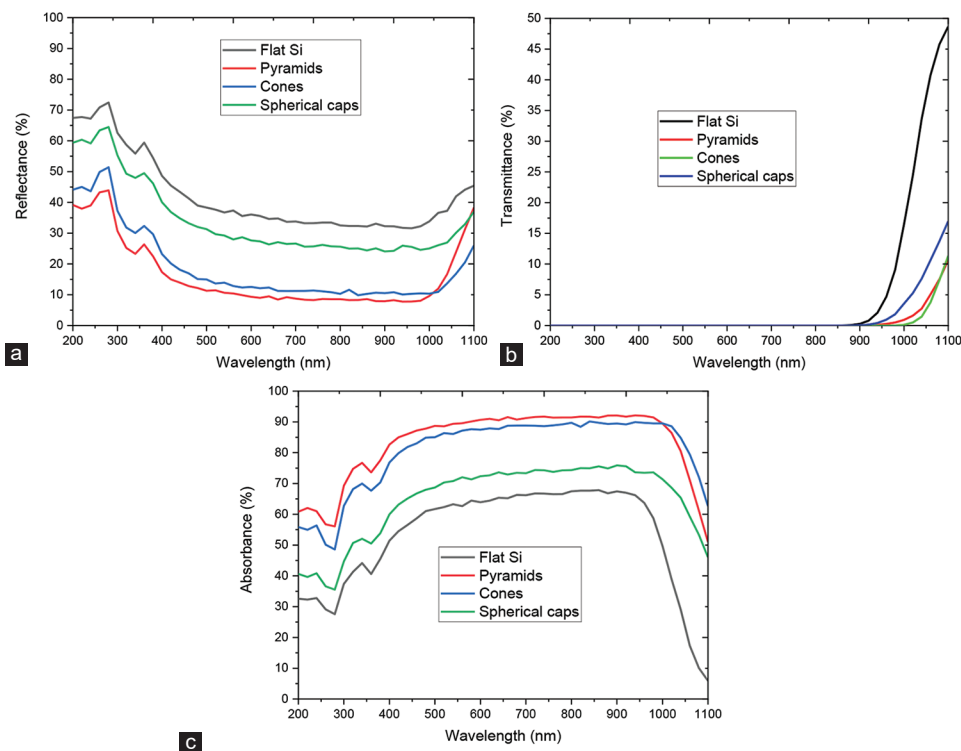 100
90
80
70
60
50
40
30
20
10
0
Reflectance (%)
Flat Si
Pyramids
Cones
Spherical caps
200 300 400 500 600 700 800 900 1000 1100
Wavelength (nm)
a
50
45
40
35
30
25
20
15
10
5
0
Transmittance (%)
Flat Si
Pyramids
Cones
Spherical caps
200 300 400 500 600 700 800 900 1000 1100
Wavelength (nm)
b
100
90
80
70
60
50
40
30
20
10
0
Absorbance (%)
Flat Si
Pyramids
Cones
Spherical caps
200 300 400 500 600 700 800 900 1000 1100
Wavelength (nm)
c